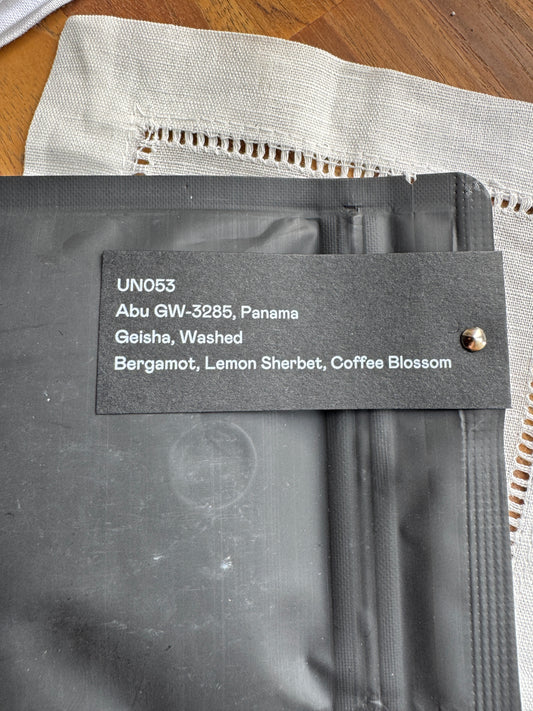 UN053
Abu GW-3285, Panama
Geisha, Washed
Bergamot, Lemon Sherbet, Coffee Blossom